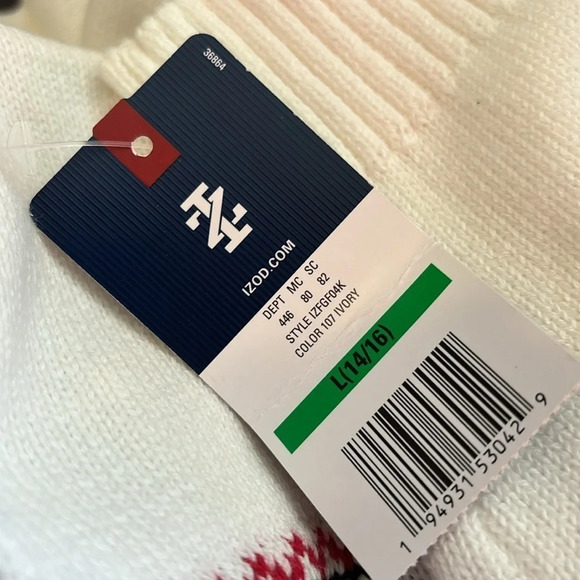 36864
IZOD.COM
DEPT MC SC
446 80 82
STYLE IZFGF04K
COLOR 107 IVORY
L(14/16)
1 94931 53042 9